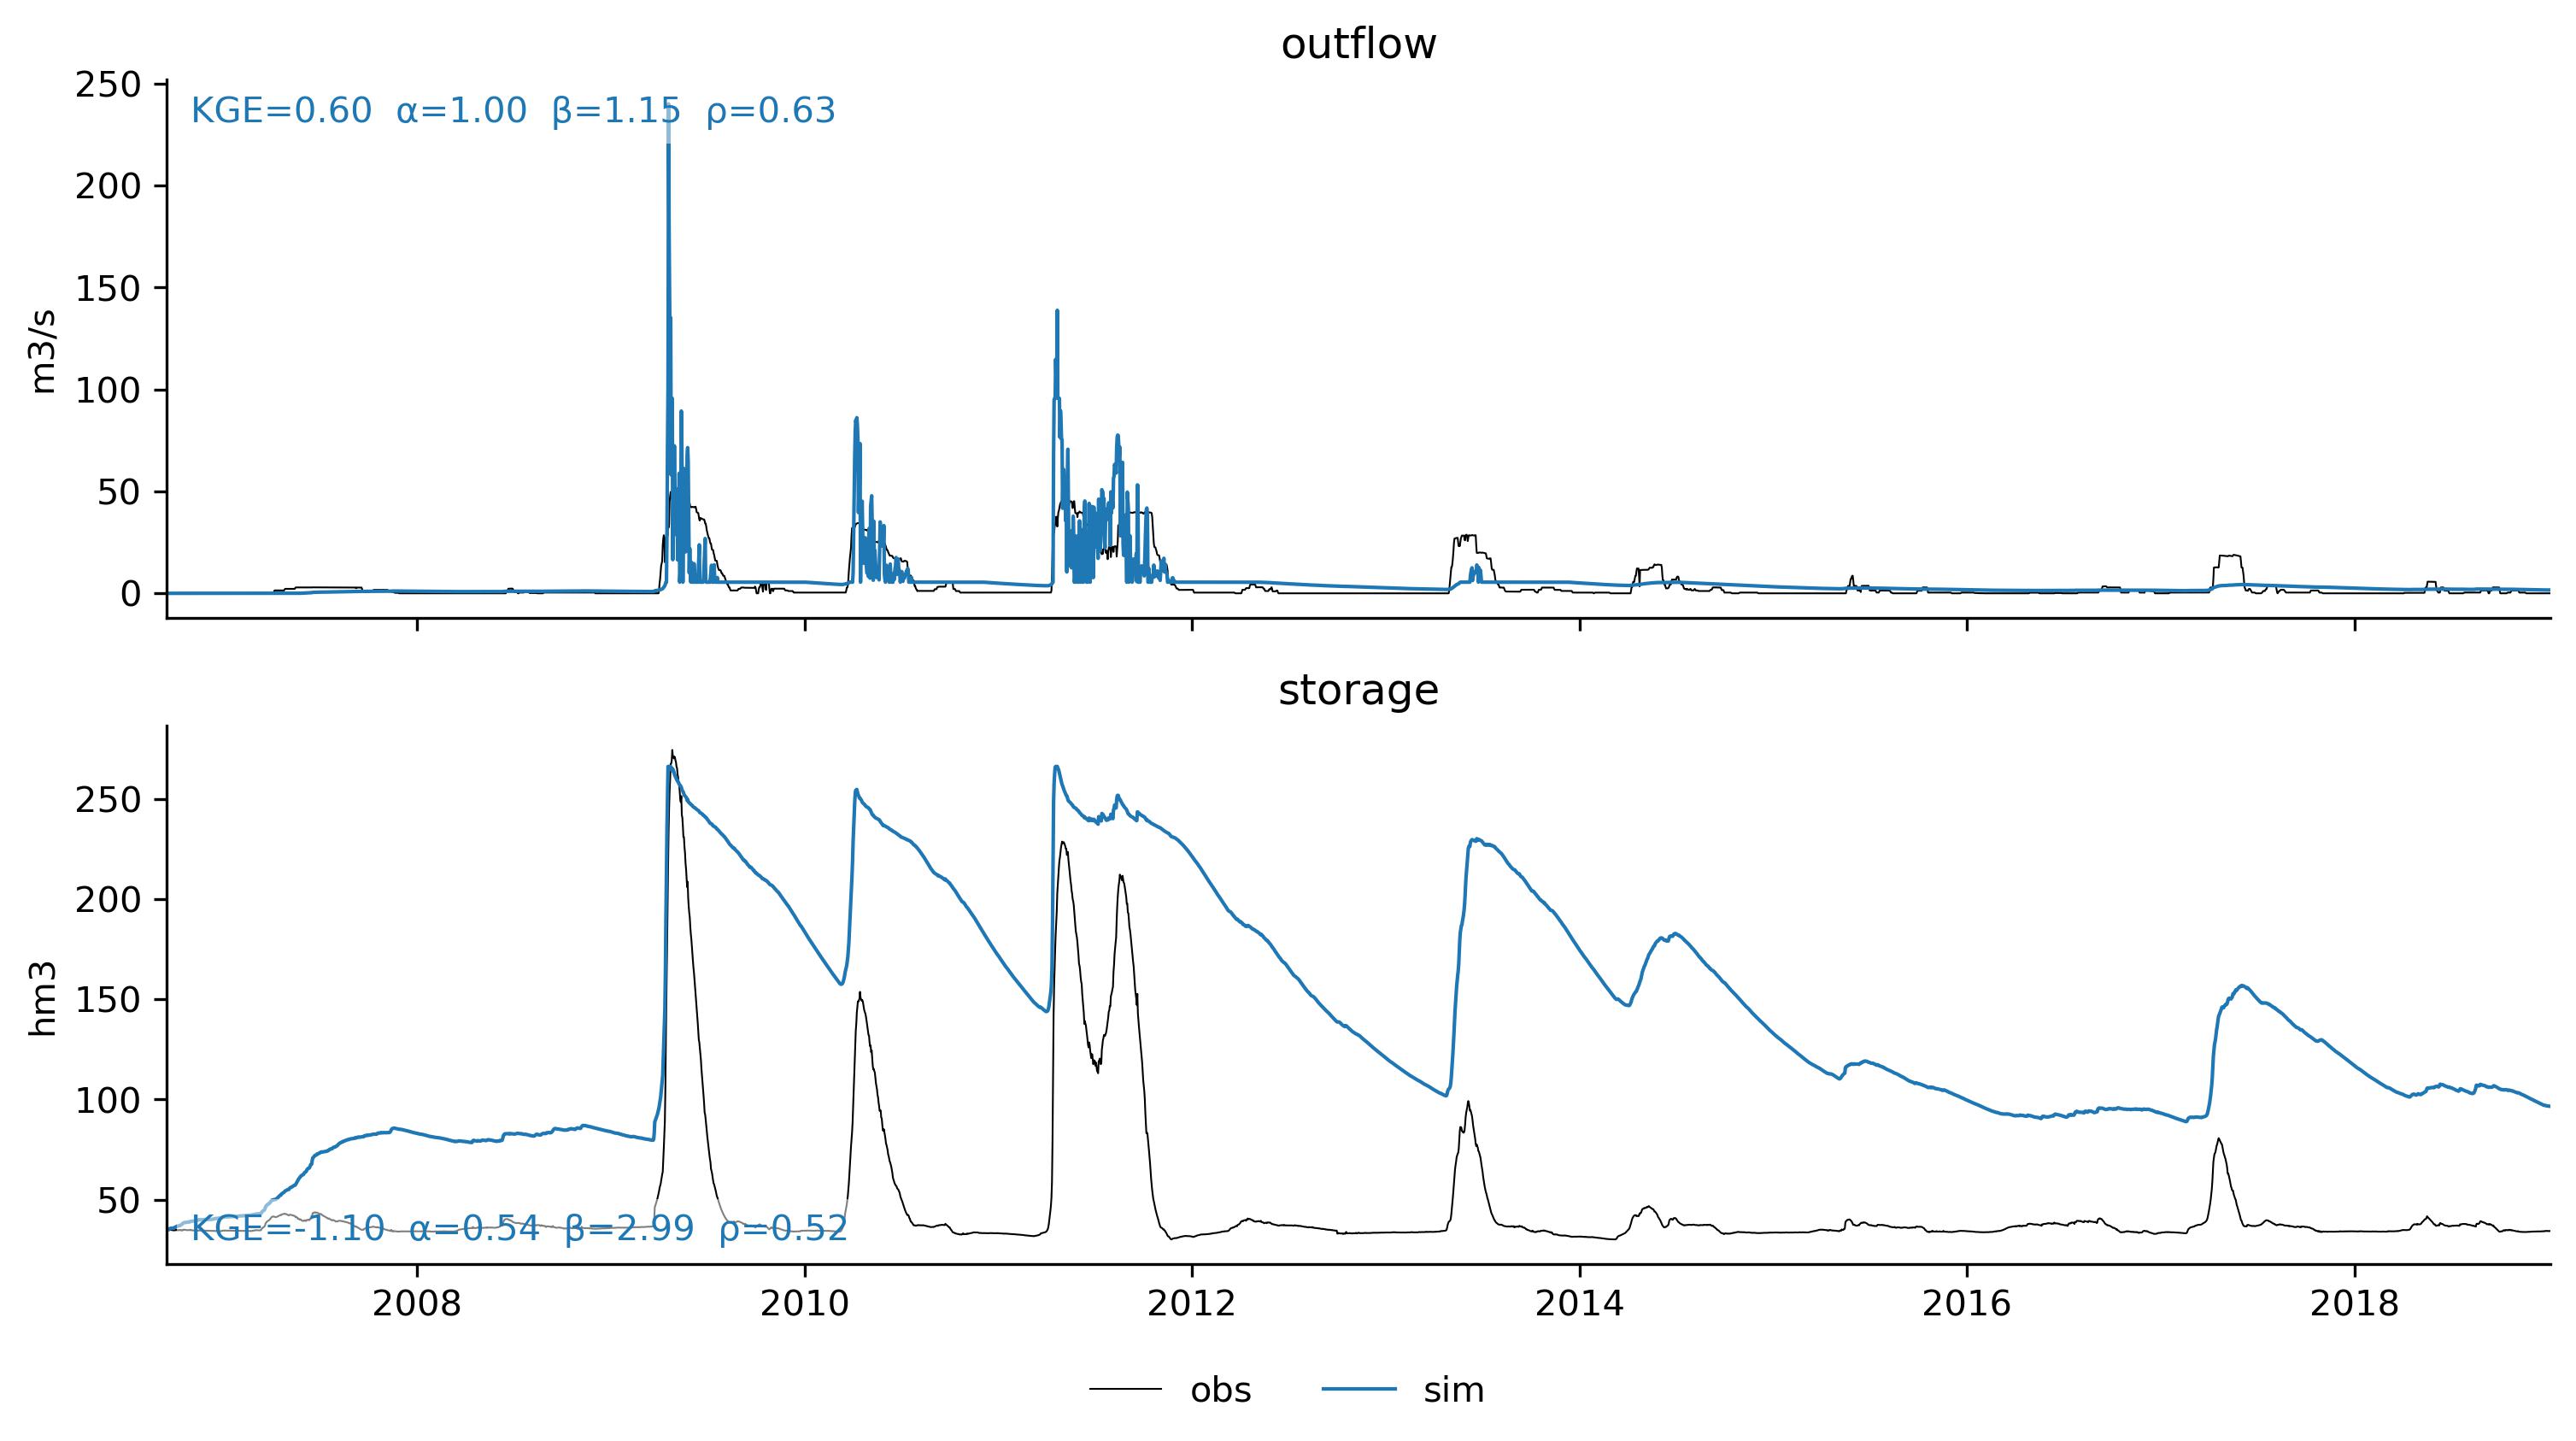 outflow
250
KGE=0.60 α=1.00 β=1.15 ρ=0.63
200
150
m3/s
100
50
0
storage
250
200
150
hm3
100
50
KGE=-1.10 α=0.54 β=2.99 ρ=0.52
2008 2010 2012 2014 2016 2018
obs sim